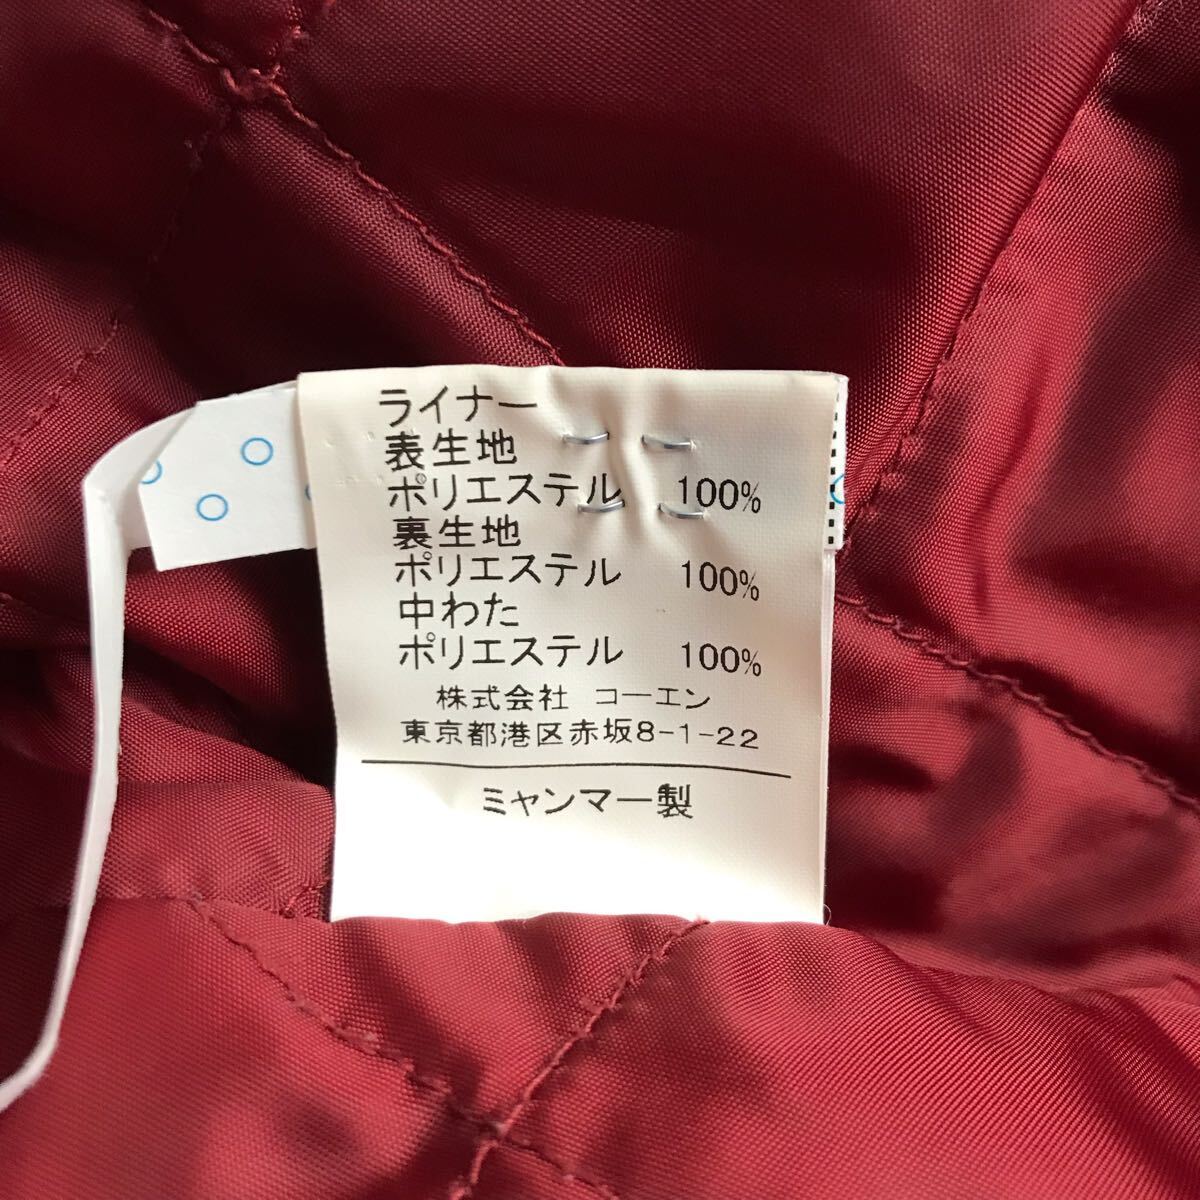 ライナー
表生地
ポリエステル 100%
裏生地
ポリエステル 100%
中わた
ポリエステル 100%
株式会社 コーエン
東京都港区赤坂8-1-22
ミャンマー製